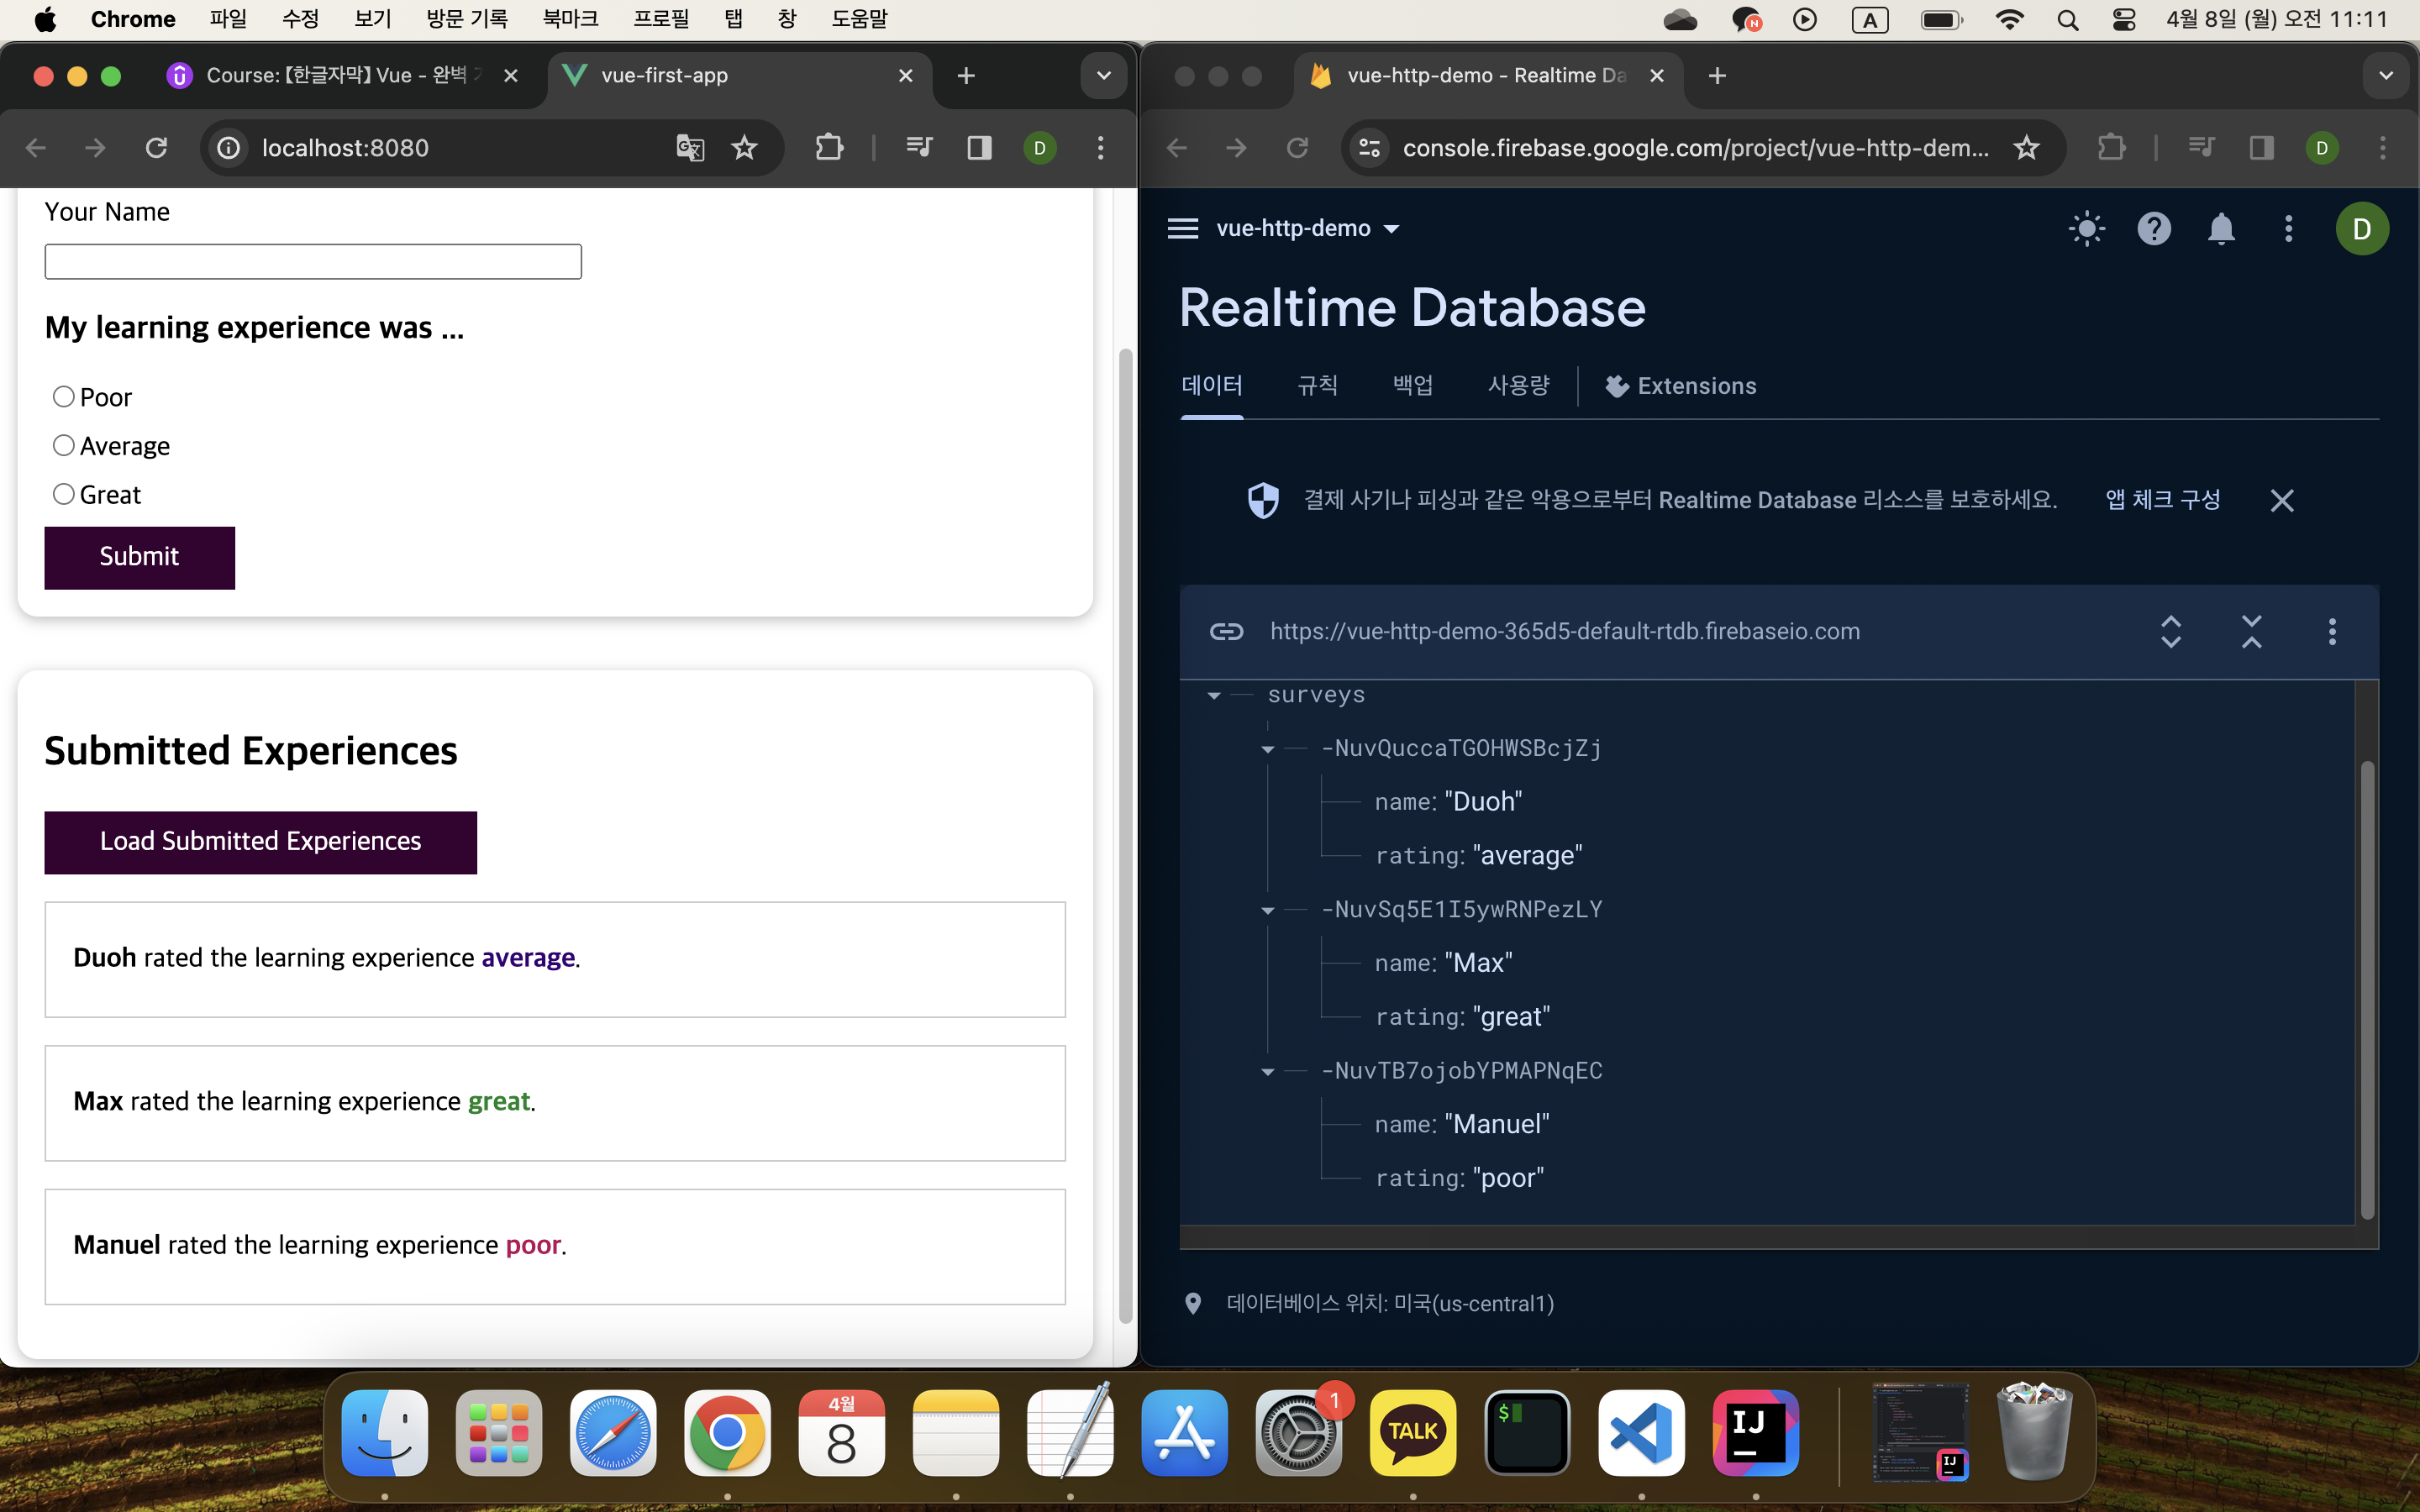 Chrome 파일 수정 보기 방문 기록 북마크 프로필 탭 창 도움말
N A 4월 8일 (월) 오전 11:11
Course: 【한글자막】 Vue - 완벽
vue-first-app
localhost:8080
D
Your Name
My learning experience was ...
Poor
Average
Great
Submit
Submitted Experiences
Load Submitted Experiences
Duoh rated the learning experience average.
Max rated the learning experience great.
Manuel rated the learning experience poor.
vue-http-demo - Realtime Da
console.firebase.google.com/project/vue-http-dem...
D
vue-http-demo
D
Realtime Database
데이터 규칙 백업 사용량 Extensions
결제 사기나 피싱과 같은 악용으로부터 Realtime Database 리소스를 보호하세요. 앱 체크 구성
https://vue-http-demo-365d5-default-rtdb.firebaseio.com
surveys
-NuvQuccaTGOHWSBcjZj
name: "Duoh"
rating: "average"
-NuvSq5E1I5ywRNPezLY
name: "Max"
rating: "great"
-NuvTB7ojobYPMAPNqEC
name: "Manuel"
rating: "poor"
데이터베이스 위치: 미국(us-central1)
4월
8
1
TALK
$
IJ
IJ